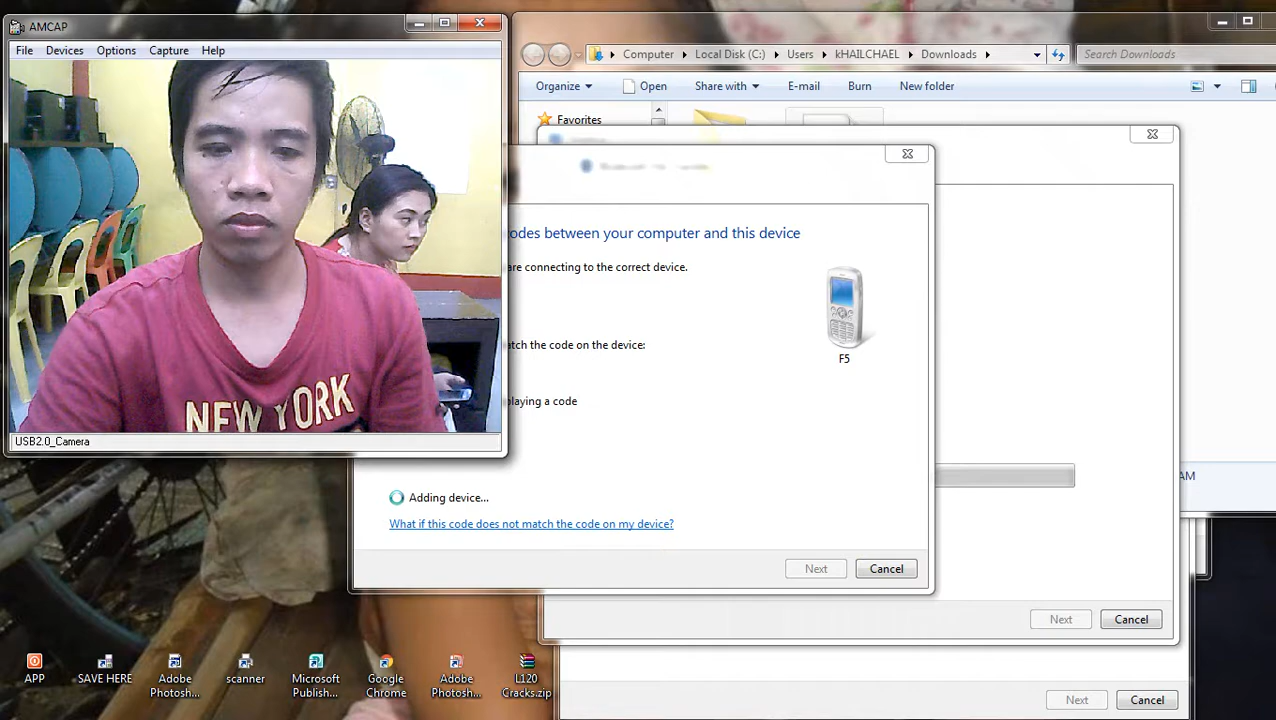 AMCAP
File Devices Options Capture Help
NEW YORK
USB2.0_Camera
Computer Local Disk (C:) Users kHAILCHAEL Downloads
Search Downloads
Organize Open Share with E-mail Burn New folder
Favorites
odes between your computer and this device
are connecting to the correct device.
atch the code on the device:
F5
laying a code
AM
Adding device...
What if this code does not match the code on my device?
Next Cancel
Next Cancel
Next Cancel
APP
SAVE HERE
Adobe
Photosh...
scanner
Microsoft
Publish...
Google
Chrome
Adobe
Photosh...
L120
Cracks.zip